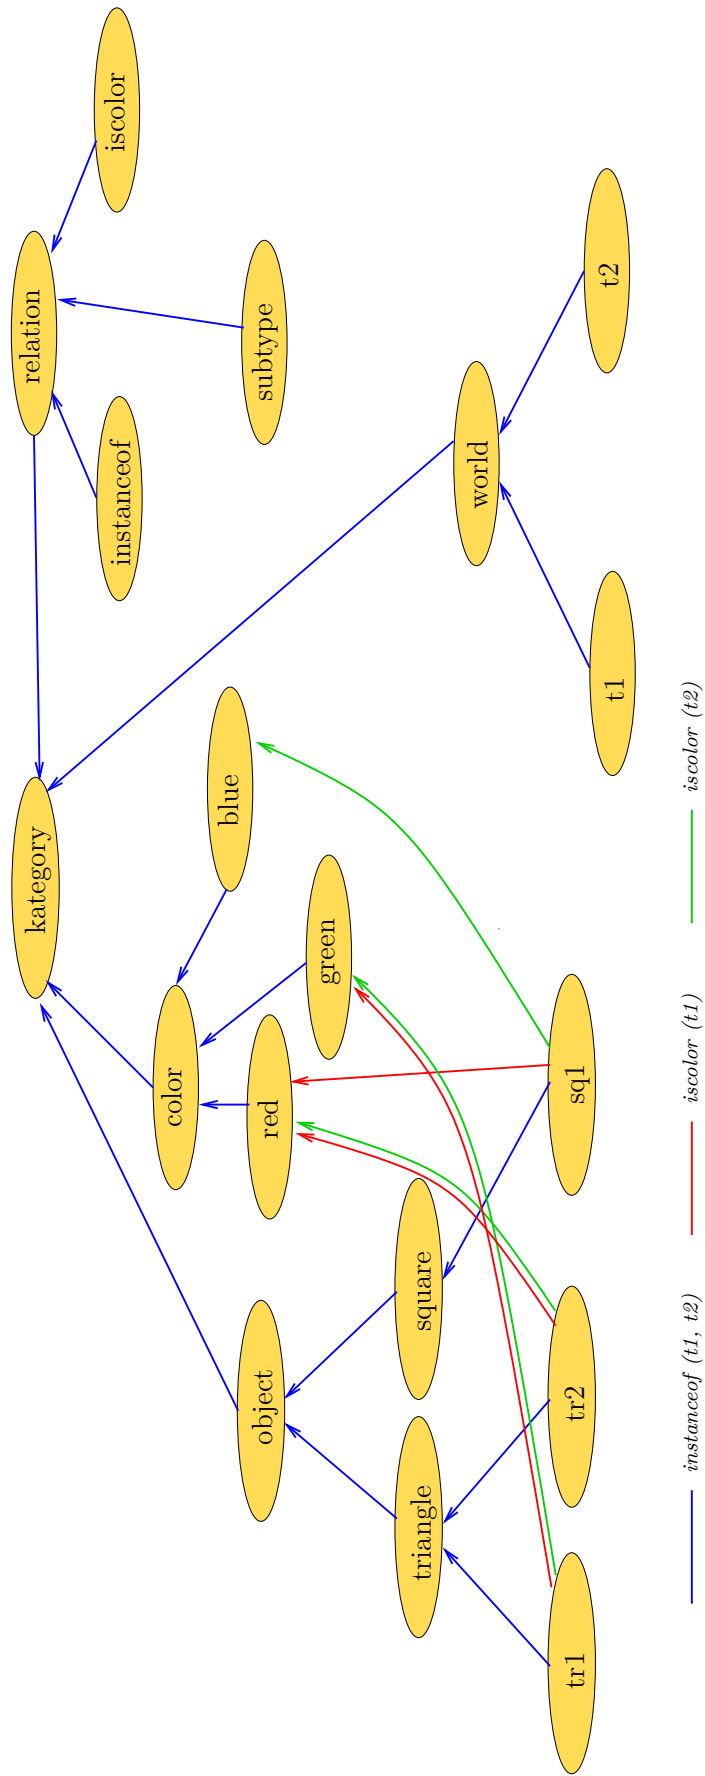 kategory
relation
object
color
instanceof
iscolor
blue
subtype
red
green
triangle
square
world
tr1
tr2
sq1
t1
t2
instanceof (t1, t2)
iscolor (t1)
iscolor (t2)